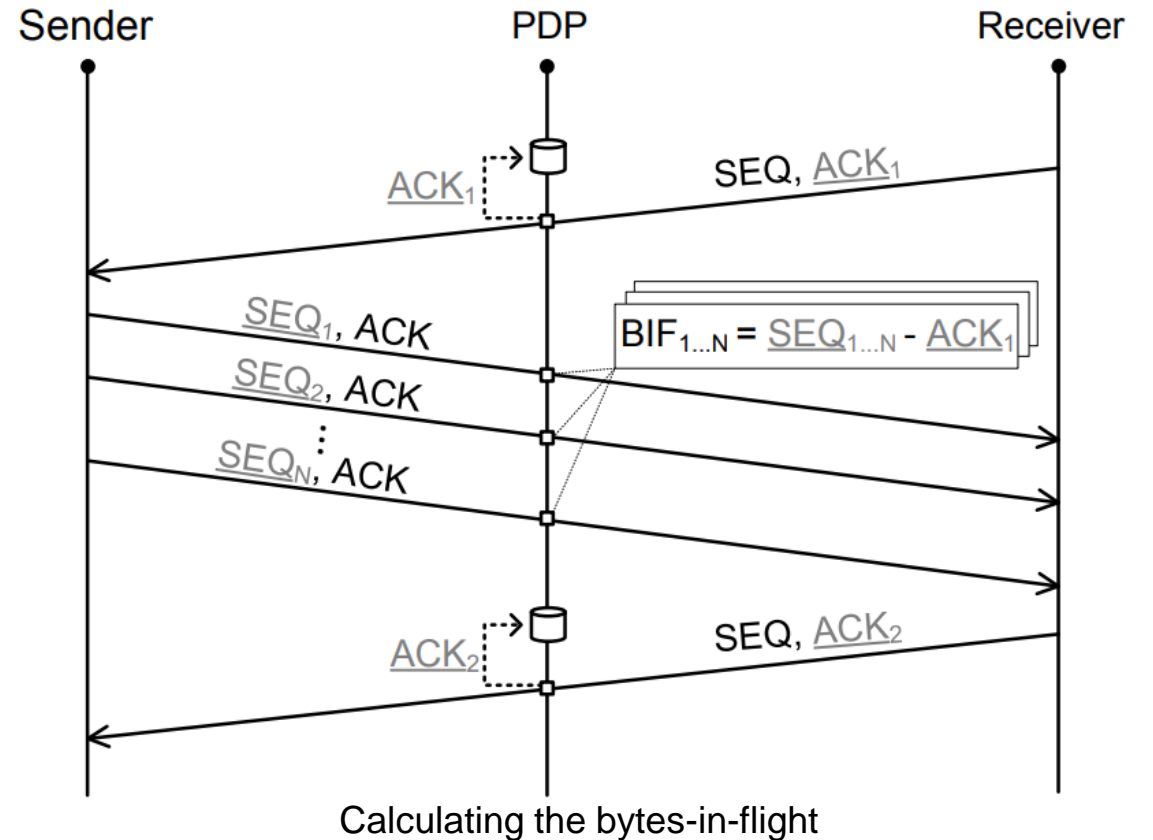 Sender PDP Receiver
SEQ, ACK₁
ACK₁
SEQ₁, ACK
BIF₁...N = SEQ₁...N - ACK₁
SEQ₂, ACK
⋮
SEQN, ACK
SEQ, ACK₂
ACK₂
Calculating the bytes-in-flight